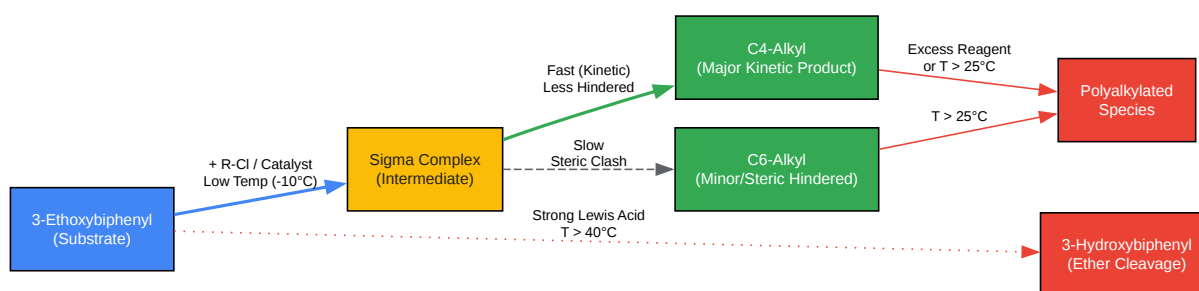 3-Ethoxybiphenyl
(Substrate)
+ R-Cl / Catalyst
Low Temp (-10°C)
Sigma Complex
(Intermediate)
Fast (Kinetic)
Less Hindered
Slow
Steric Clash
Strong Lewis Acid
T > 40°C
C4-Alkyl
(Major Kinetic Product)
C6-Alkyl
(Minor/Steric Hindered)
Excess Reagent
or T > 25°C
T > 25°C
Polyalkylated
Species
3-Hydroxybiphenyl
(Ether Cleavage)